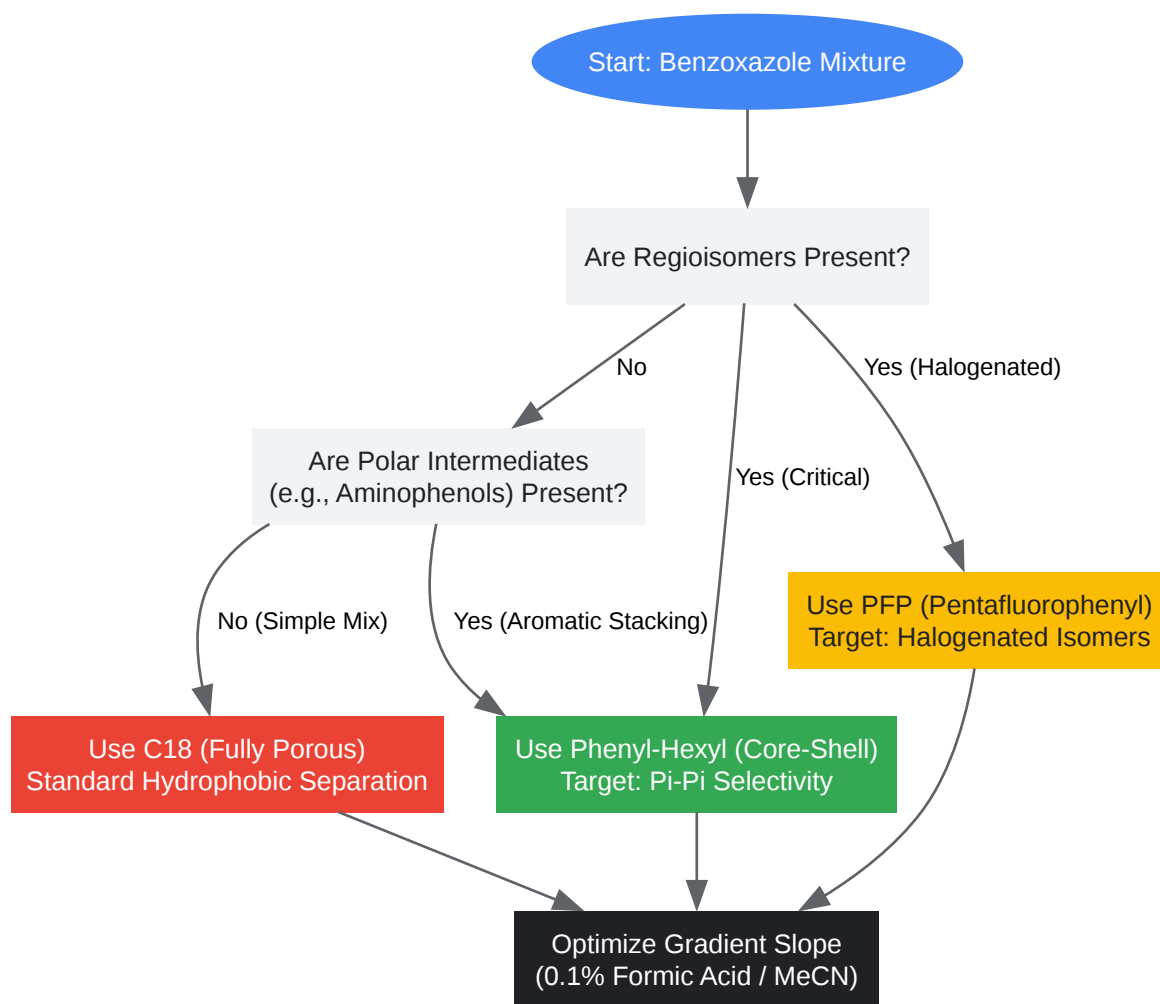 Start: Benzoxazole Mixture
Are Regioisomers Present?
No
Yes (Halogenated)
Are Polar Intermediates
(e.g., Aminophenols) Present?
Yes (Critical)
No (Simple Mix)
Yes (Aromatic Stacking)
Use PFP (Pentafluorophenyl)
Target: Halogenated Isomers
Use C18 (Fully Porous)
Standard Hydrophobic Separation
Use Phenyl-Hexyl (Core-Shell)
Target: Pi-Pi Selectivity
Optimize Gradient Slope
(0.1% Formic Acid / MeCN)